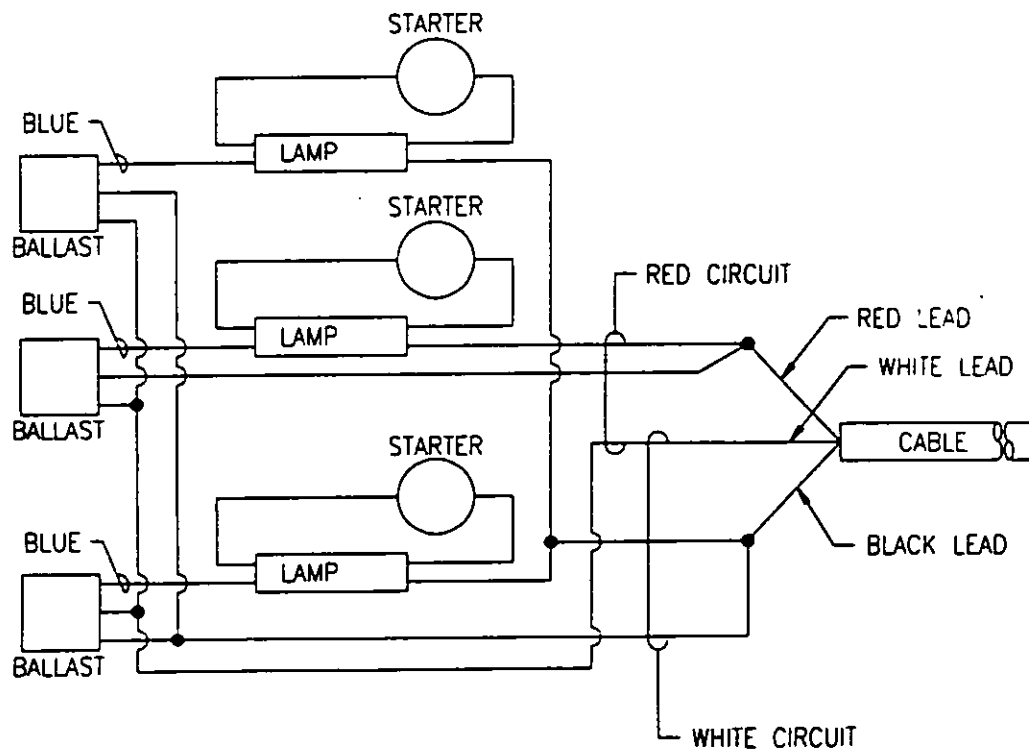 STARTER
BLUE
LAMP
BALLAST
STARTER
RED CIRCUIT
BLUE
RED LEAD
LAMP
WHITE LEAD
BALLAST
STARTER
CABLE
BLUE
BLACK LEAD
LAMP
BALLAST
WHITE CIRCUIT